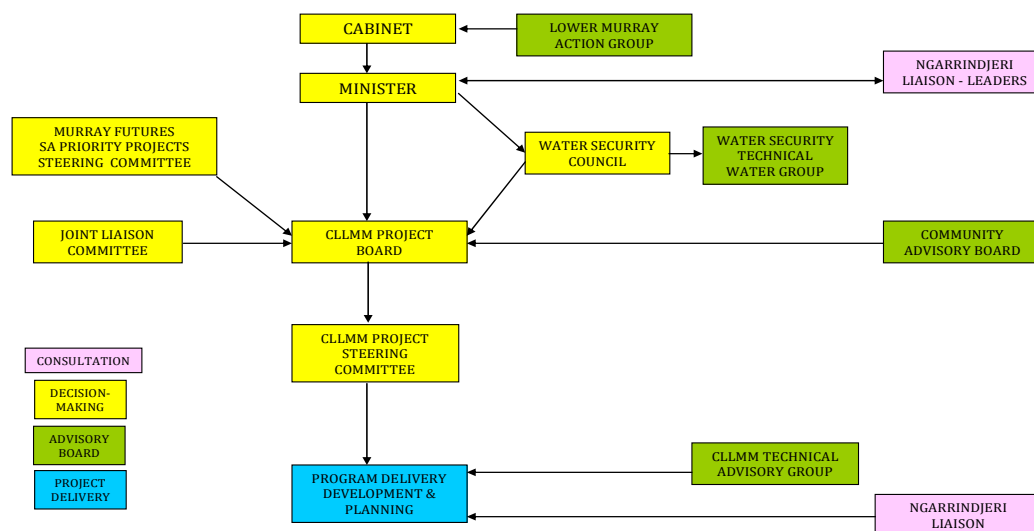 CABINET
LOWER MURRAY
ACTION GROUP
MINISTER
NGARRINDJERI
LIAISON - LEADERS
MURRAY FUTURES
SA PRIORITY PROJECTS
STEERING COMMITTEE
WATER SECURITY
COUNCIL
WATER SECURITY
TECHNICAL
WATER GROUP
JOINT LIAISON
COMMITTEE
CLLMM PROJECT
BOARD
COMMUNITY
ADVISORY BOARD
CLLMM PROJECT
STEERING
COMMITTEE
CONSULTATION
DECISION-
MAKING
ADVISORY
BOARD
PROJECT
DELIVERY
CLLMM TECHNICAL
ADVISORY GROUP
PROGRAM DELIVERY
DEVELOPMENT &
PLANNING
NGARRINDJERI
LIAISON